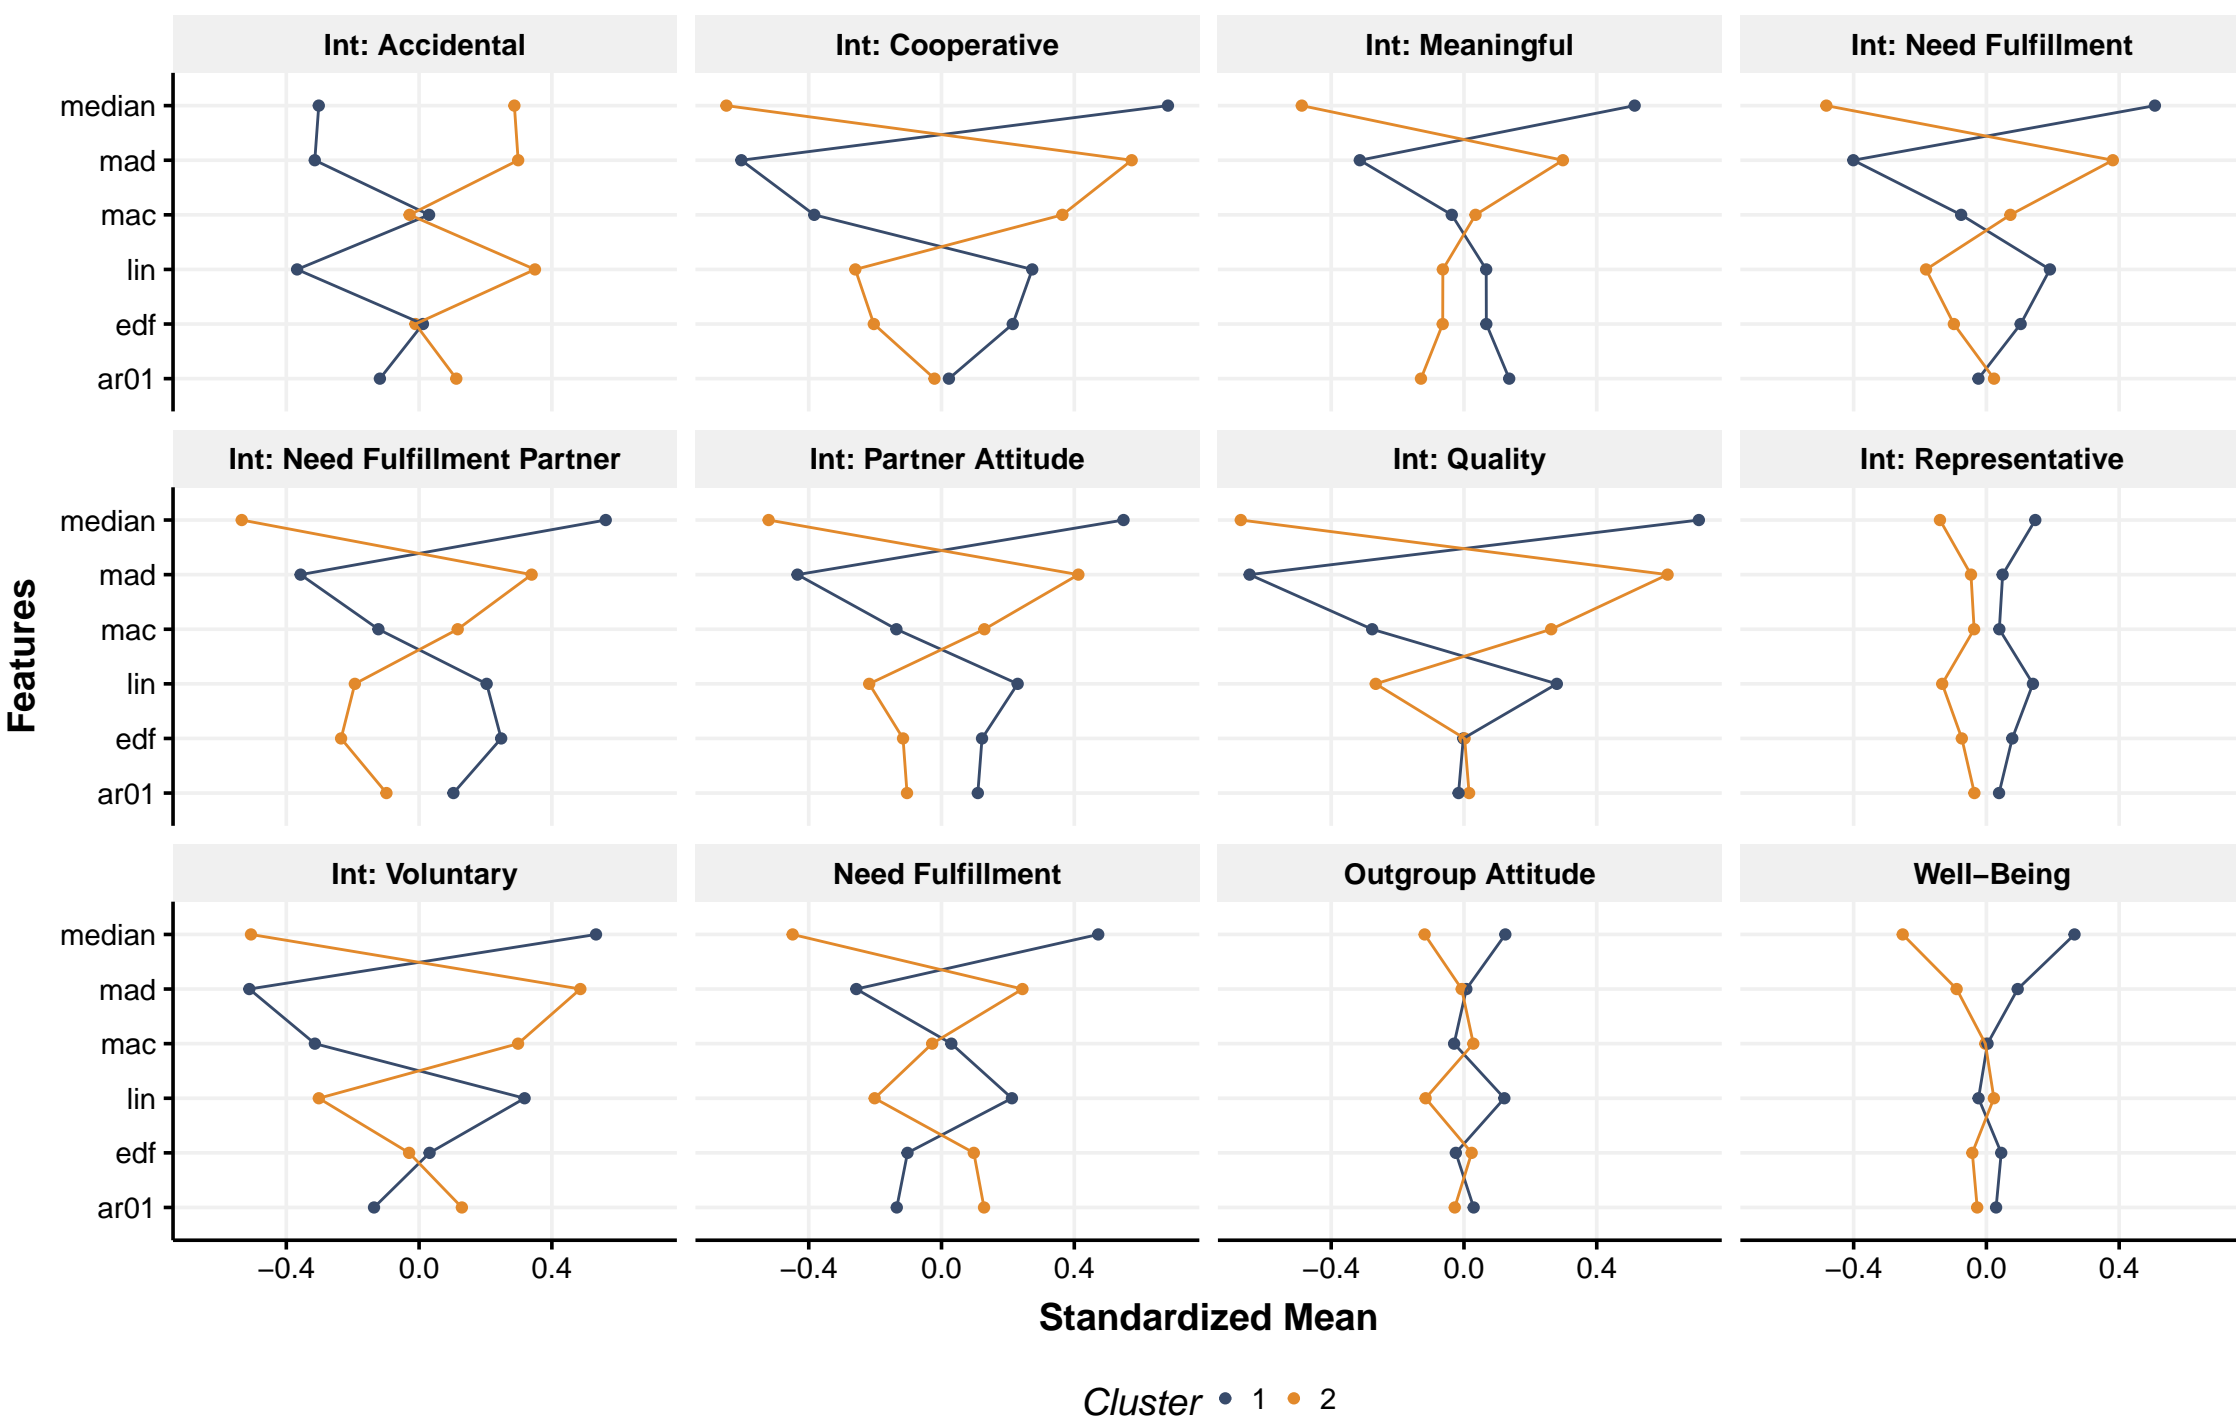 Int: Accidental
Int: Cooperative
Int: Meaningful
Int: Need Fulfillment
median
mad
mac
lin
edf
ar01
Int: Need Fulfillment Partner
Int: Partner Attitude
Int: Quality
Int: Representative
median
mad
mac
lin
edf
ar01
Features
Int: Voluntary
Need Fulfillment
Outgroup Attitude
Well−Being
median
mad
mac
lin
edf
ar01
−0.4 0.0 0.4
−0.4 0.0 0.4
−0.4 0.0 0.4
−0.4 0.0 0.4
Standardized Mean
Cluster 1 2